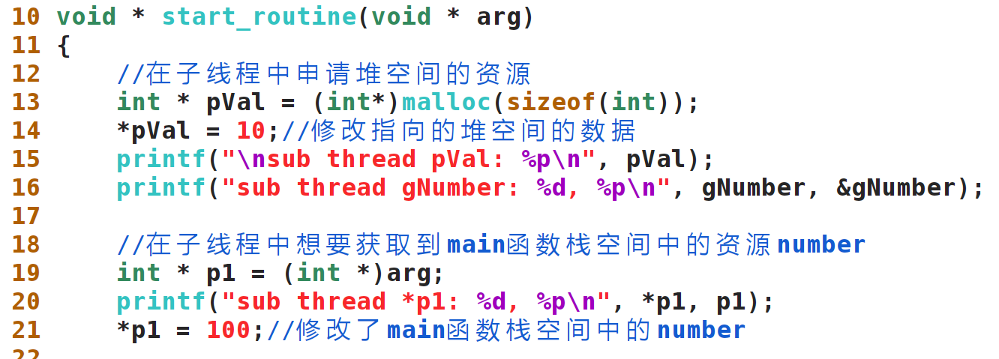 10 void * start_routine(void * arg)
11 {
12     //在子线程中申请堆空间的资源
13     int * pVal = (int*)malloc(sizeof(int));
14     *pVal = 10;//修改指向的堆空间的数据
15     printf("\nsub thread pVal: %p\n", pVal);
16     printf("sub thread gNumber: %d, %p\n", gNumber, &gNumber);
17
18     //在子线程中想要获取到main函数栈空间中的资源number
19     int * p1 = (int *)arg;
20     printf("sub thread *p1: %d, %p\n", *p1, p1);
21     *p1 = 100;//修改了main函数栈空间中的number
22